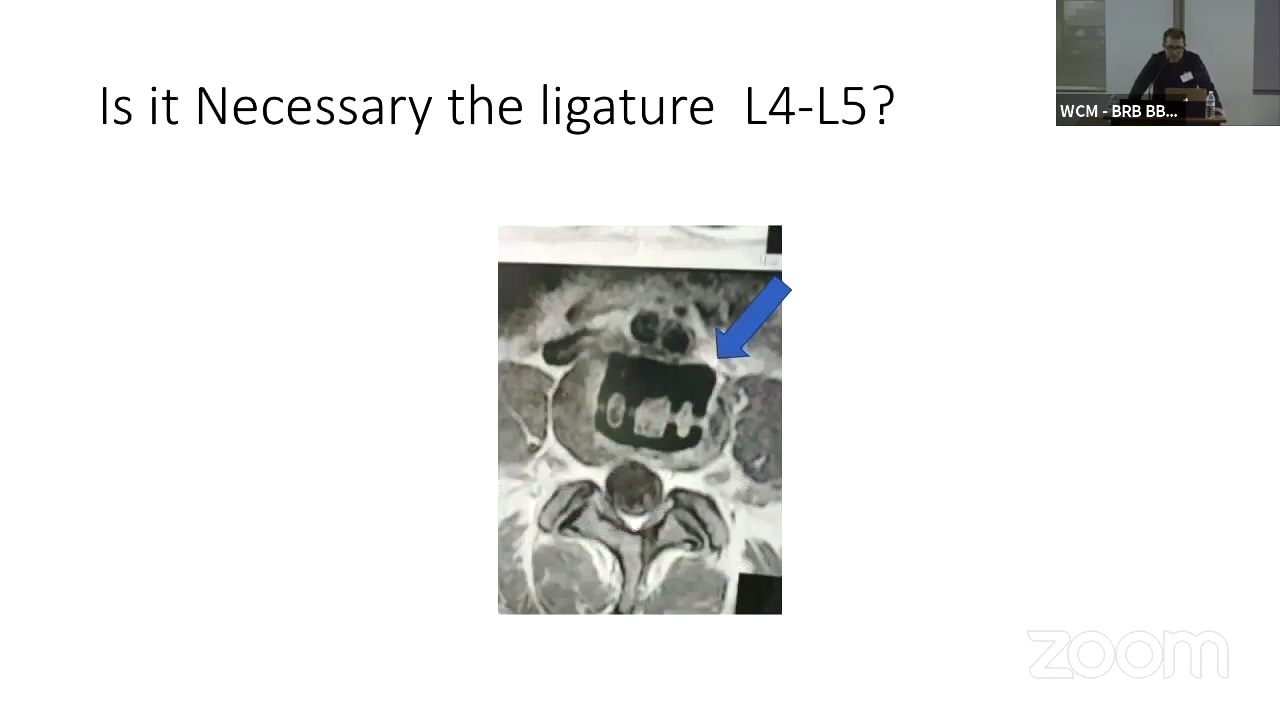 Is it Necessary the ligature L4-L5?
WCM - BRB BB...
zoom